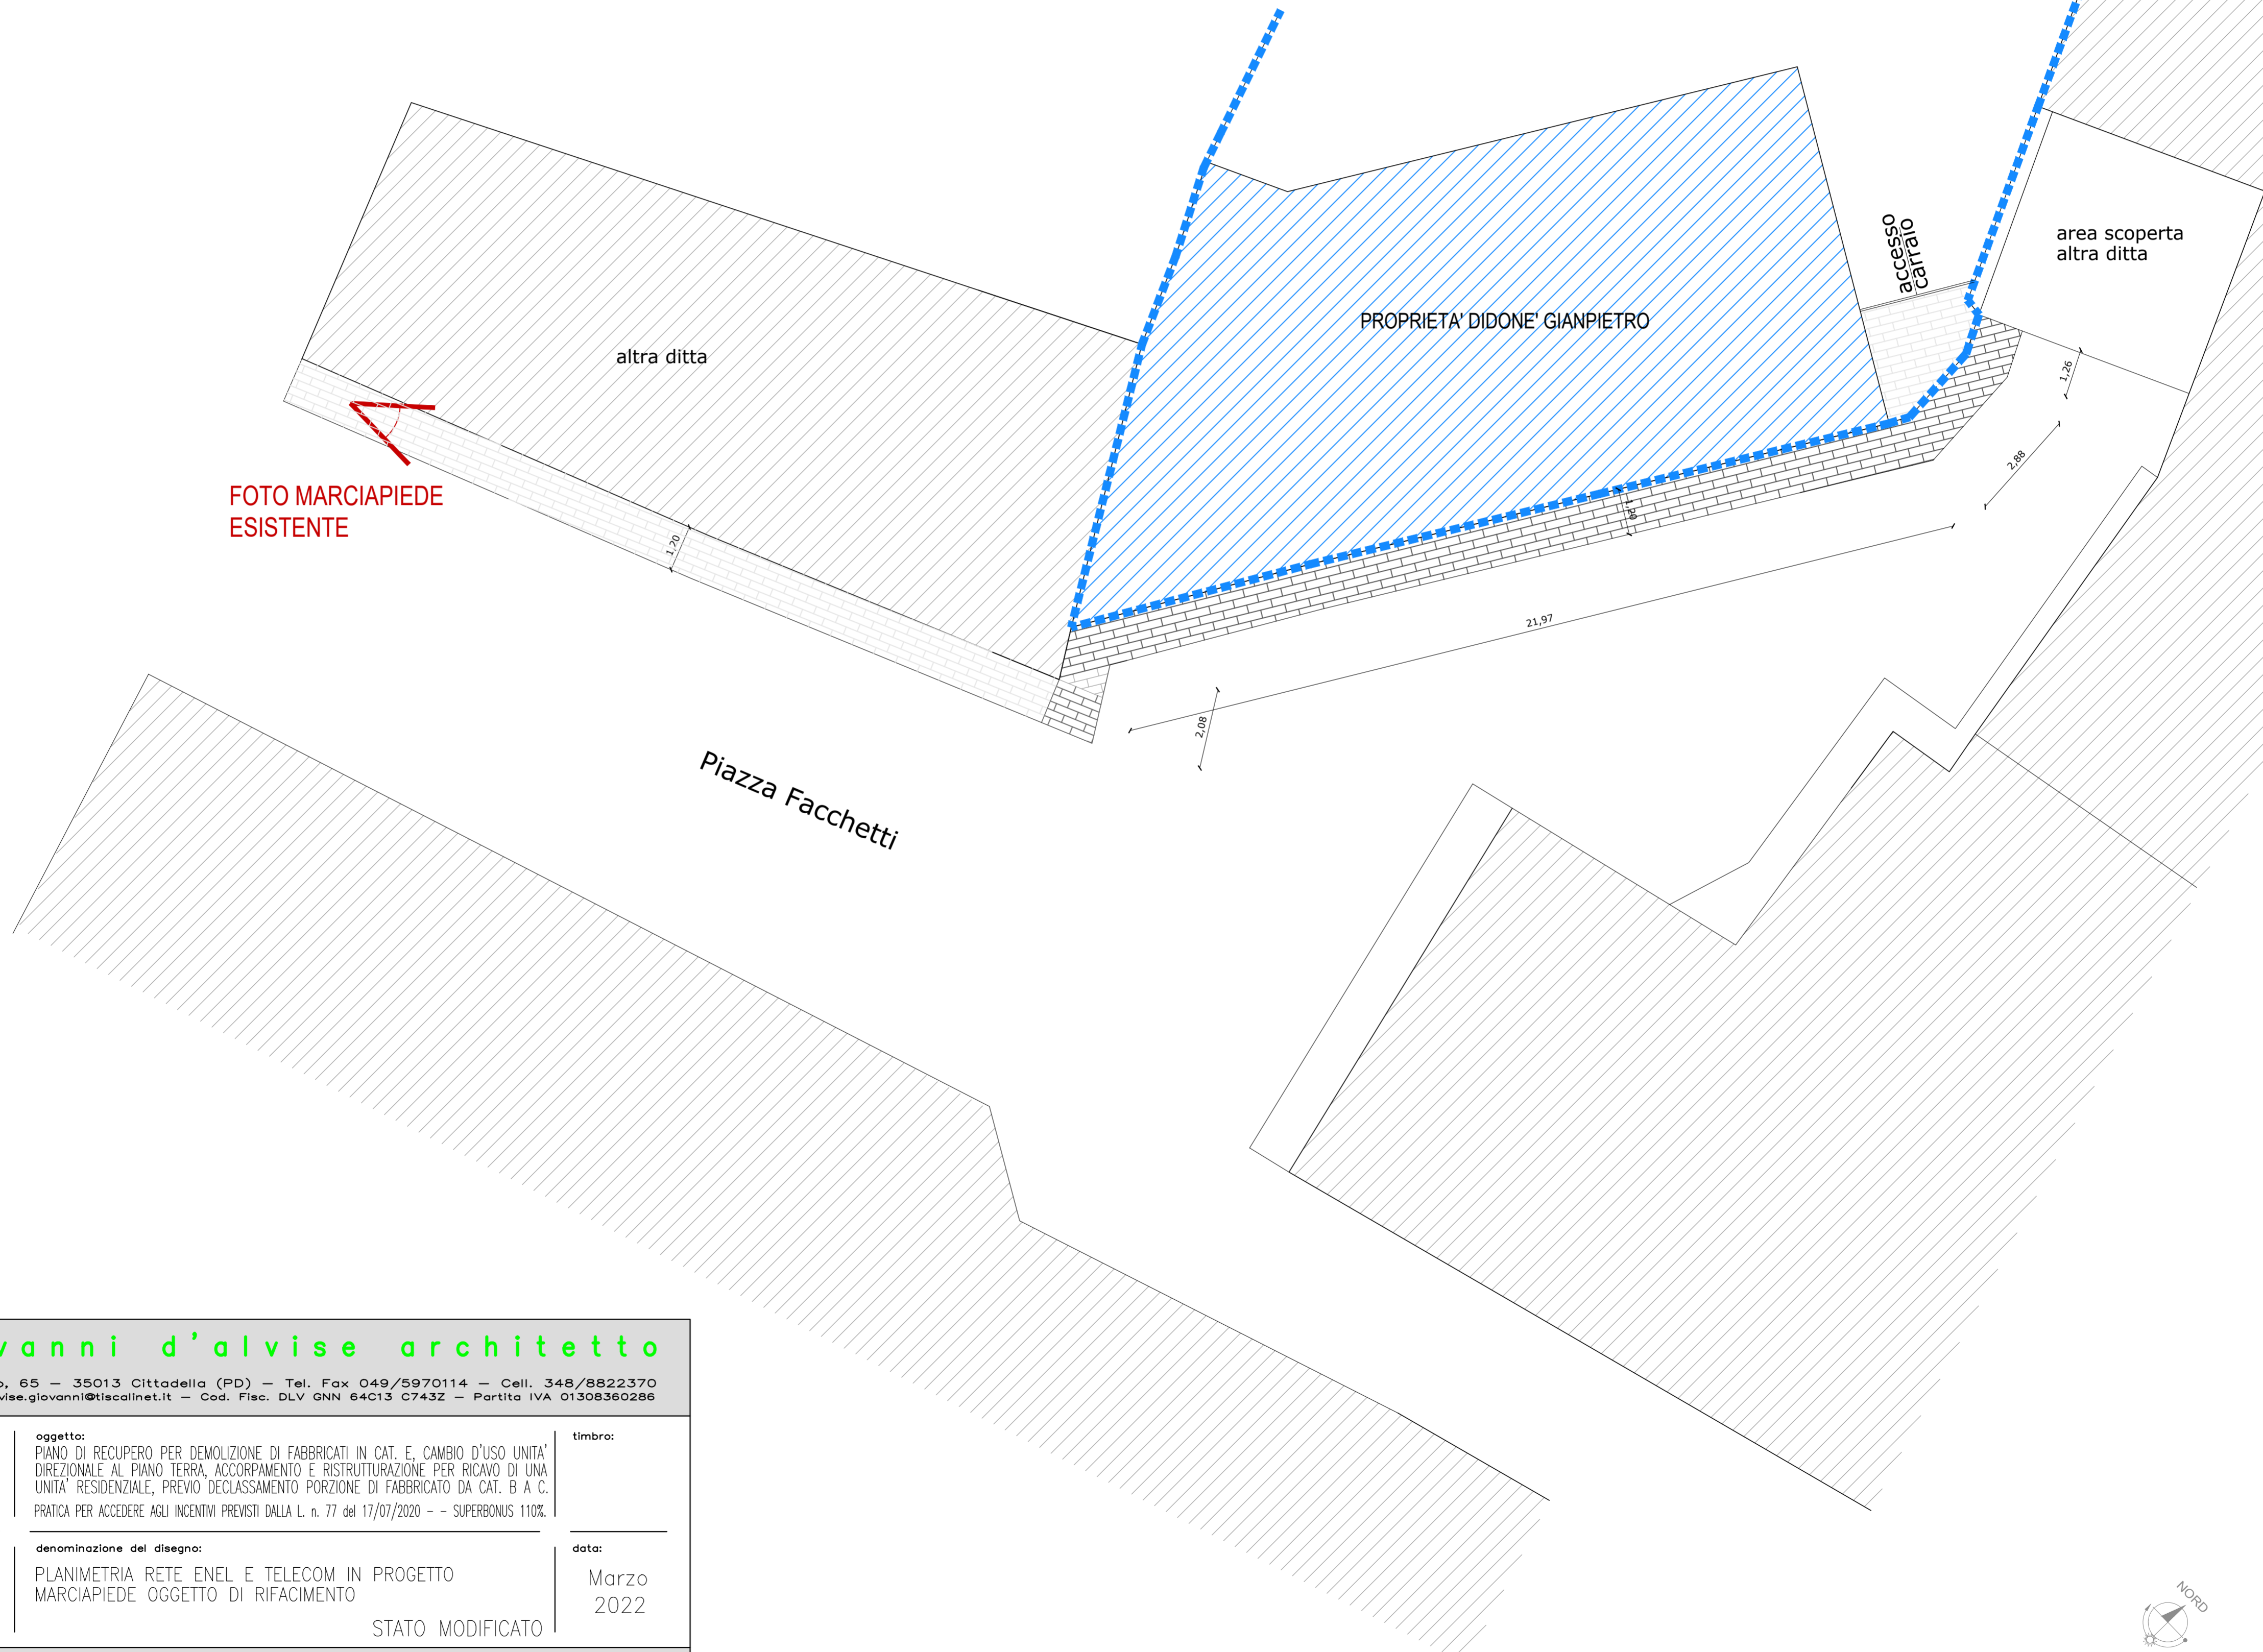 accesso
carraio
area scoperta
altra ditta
PROPRIETA' DIDONE' GIANPIETRO
altra ditta
1,26
2,88
FOTO MARCIAPIEDE
ESISTENTE
1,20
1,20
21,97
2,08
Piazza Facchetti
vanni d'alvise architetto
o, 65 – 35013 Cittadella (PD) – Tel. Fax 049/5970114 – Cell. 348/8822370
vise.giovanni@tiscalinet.it – Cod. Fisc. DLV GNN 64C13 C743Z – Partita IVA 01308360286
oggetto:
PIANO DI RECUPERO PER DEMOLIZIONE DI FABBRICATI IN CAT. E, CAMBIO D'USO UNITA'
DIREZIONALE AL PIANO TERRA, ACCORPAMENTO E RISTRUTTURAZIONE PER RICAVO DI UNA
UNITA' RESIDENZIALE, PREVIO DECLASSAMENTO PORZIONE DI FABBRICATO DA CAT. B A C.
PRATICA PER ACCEDERE AGLI INCENTIVI PREVISTI DALLA L. n. 77 del 17/07/2020 – – SUPERBONUS 110%.
timbro:
denominazione del disegno:
PLANIMETRIA RETE ENEL E TELECOM IN PROGETTO
MARCIAPIEDE OGGETTO DI RIFACIMENTO
STATO MODIFICATO
data:
Marzo
2022
NORD